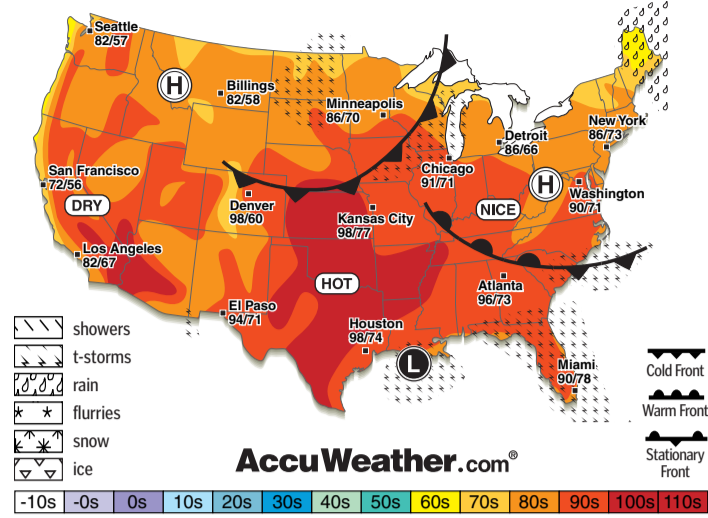 Seattle
82/57
H
Billings
82/58
Minneapolis
86/70
New York
86/73
Detroit
86/66
San Francisco
72/56
Chicago
91/71
H
Washington
90/71
DRY
Denver
98/60
Kansas City
98/77
NICE
Los Angeles
82/67
HOT
Atlanta
96/73
El Paso
94/71
Houston
98/74
L
Miami
90/78
showers
t-storms
rain
flurries
snow
ice
Cold Front
Warm Front
Stationary
Front
AccuWeather.com®
-10s -0s 0s 10s 20s 30s 40s 50s 60s 70s 80s 90s 100s 110s